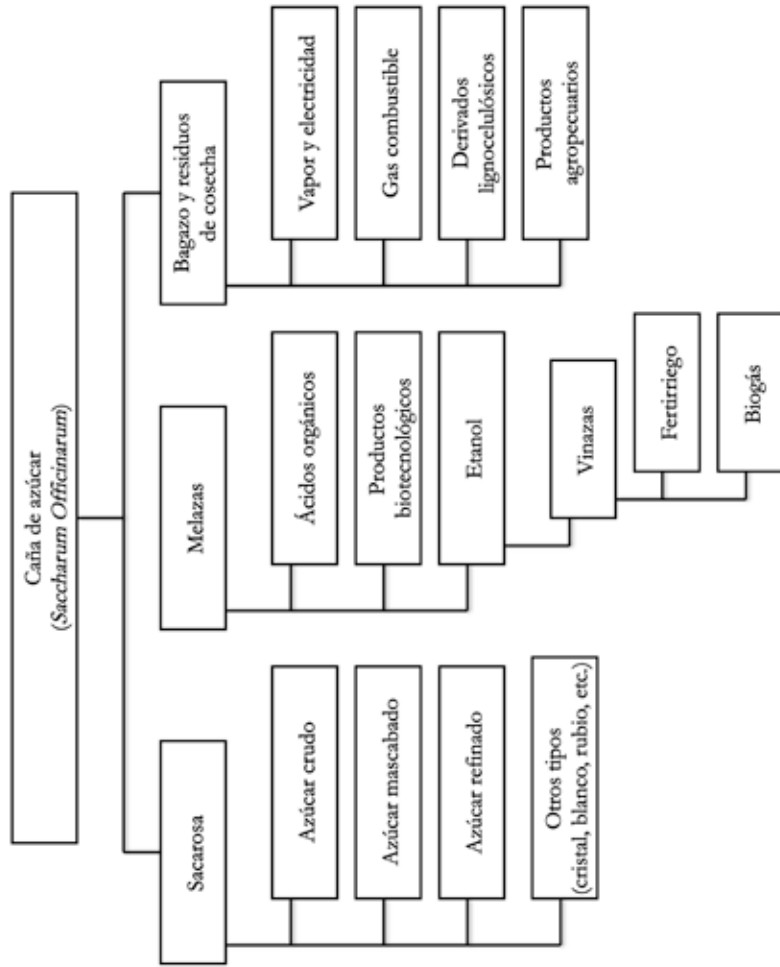 Caña de azúcar
(Saccharum Officinarum)
Sacarosa
Azúcar crudo
Azúcar mascabado
Azúcar refinado
Otros tipos
(cristal, blanco, rubio, etc.)
Melazas
Ácidos orgánicos
Productos
biotecnológicos
Etanol
Vinazas
Fertirriego
Biogás
Bagazo y residuos
de cosecha
Vapor y electricidad
Gas combustible
Derivados
lignocelulósicos
Productos
agropecuarios